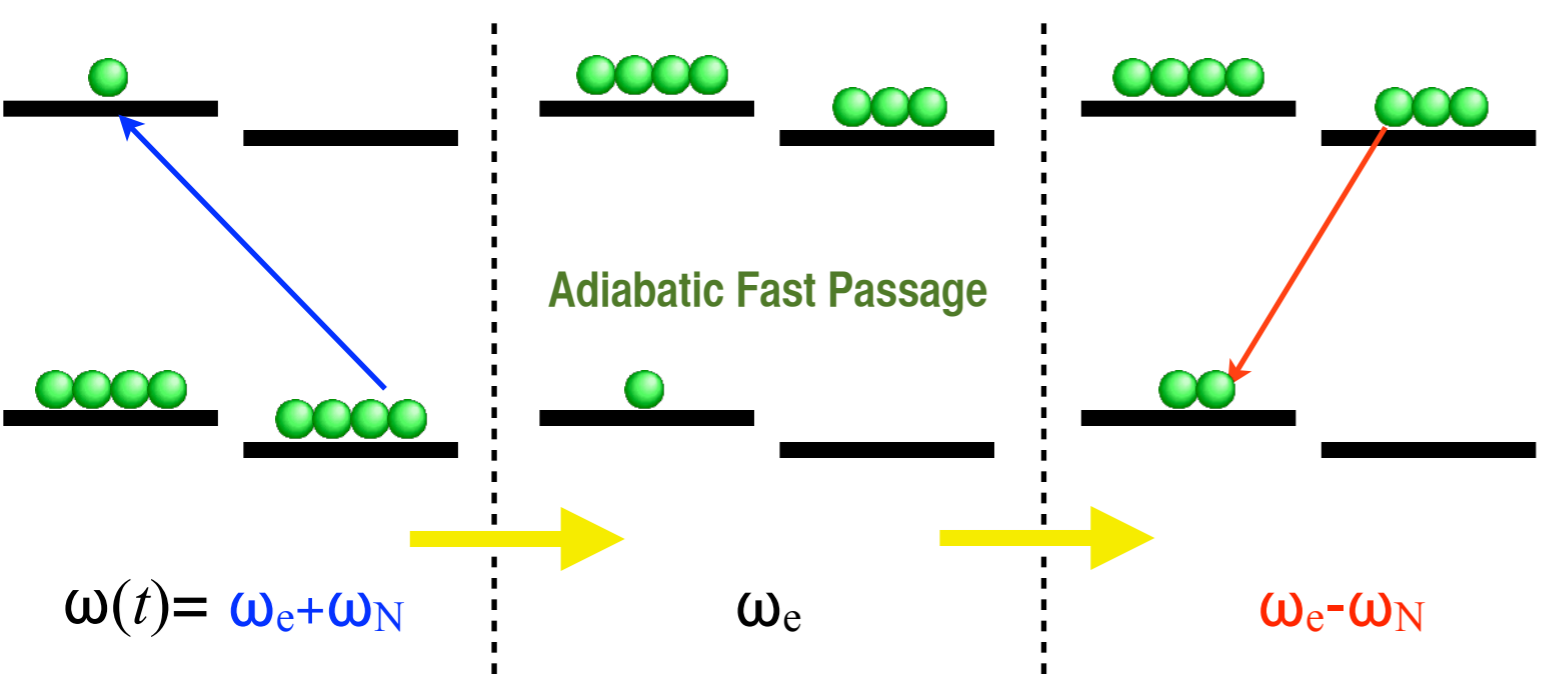 Adiabatic Fast Passage
ω(t)= ωe+ωN
ωe
ωe-ωN